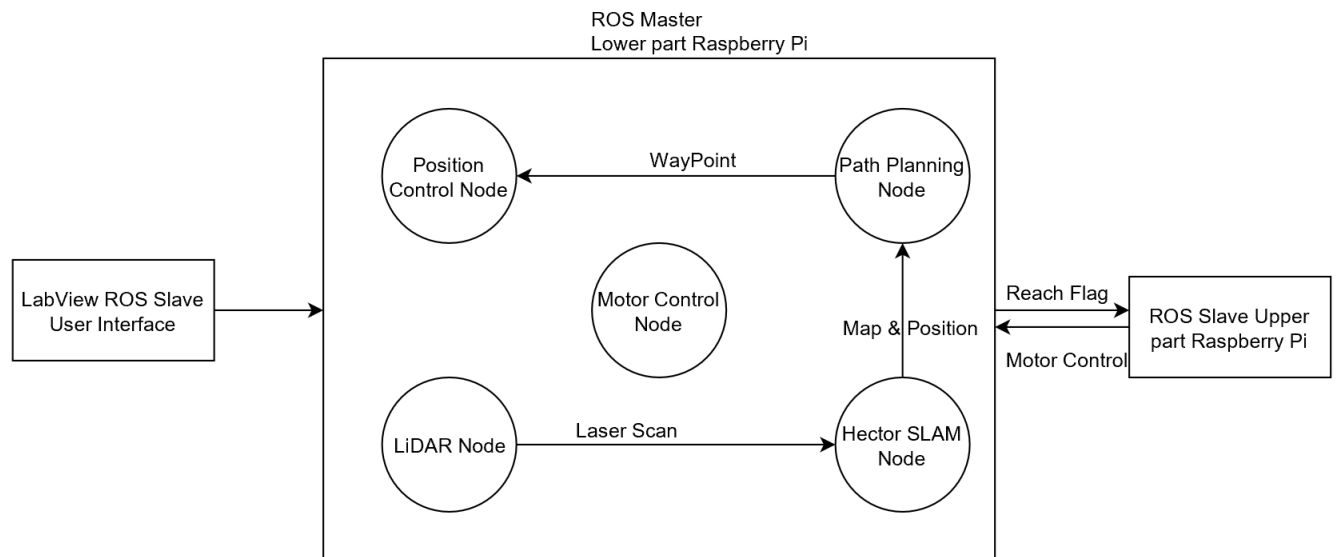 ROS Master
Lower part Raspberry Pi
Position
Control Node
WayPoint
Path Planning
Node
LabView ROS Slave
User Interface
Motor Control
Node
Map & Position
Reach Flag
Motor Control
ROS Slave Upper
part Raspberry Pi
LiDAR Node
Laser Scan
Hector SLAM
Node